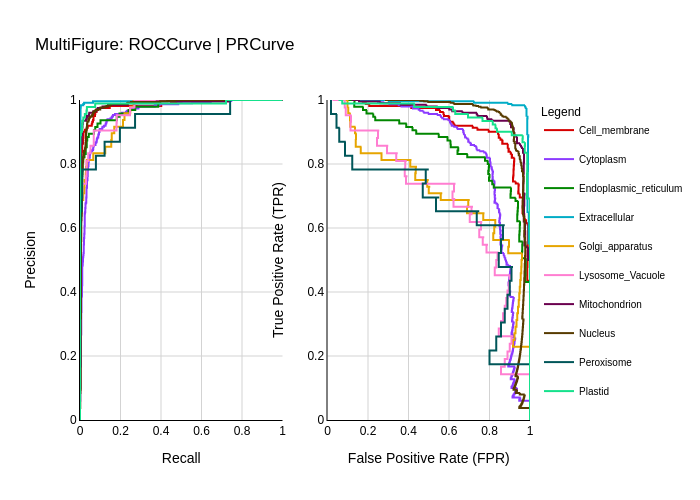 MultiFigure: ROCCurve | PRCurve
Legend
Cell_membrane
Cytoplasm
Endoplasmic_reticulum
Extracellular
Golgi_apparatus
Lysosome_Vacuole
Mitochondrion
Nucleus
Peroxisome
Plastid
Precision
1
0.8
0.6
0.4
0.2
0
0 0.2 0.4 0.6 0.8 1
Recall
True Positive Rate (TPR)
1
0.8
0.6
0.4
0.2
0
0 0.2 0.4 0.6 0.8 1
False Positive Rate (FPR)